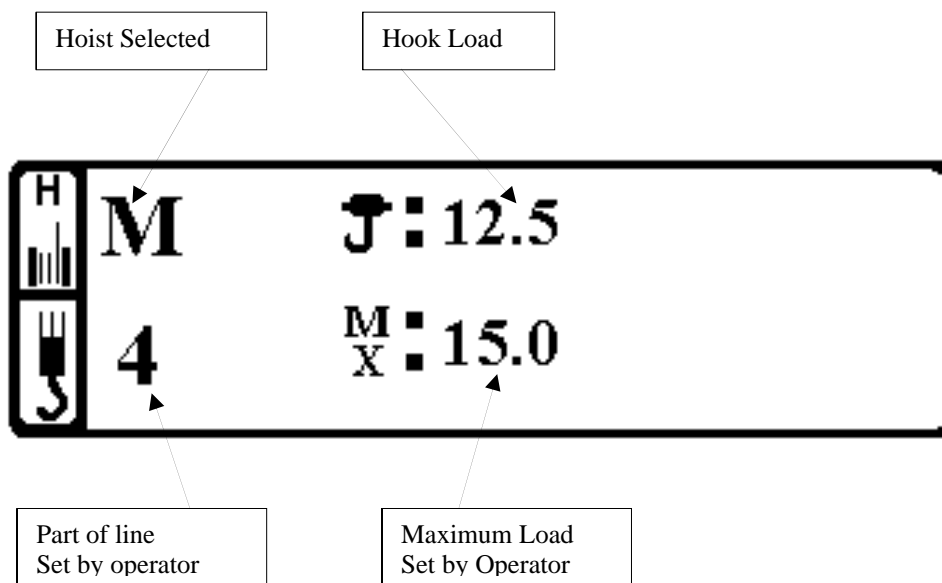 Hoist Selected
Hook Load
H
M
: 12.5
4
M
X
: 15.0
Part of line
Set by operator
Maximum Load
Set by Operator